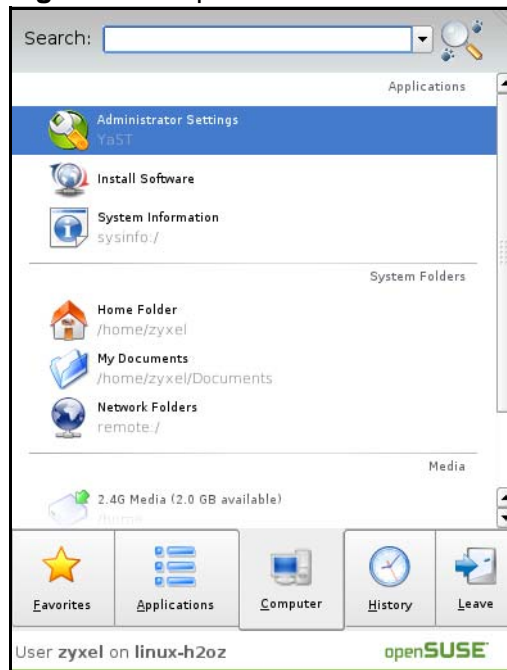 Search:
Applications
Administrator Settings
YaST
Install Software
System Information
sysinfo:/
System Folders
Home Folder
/home/zyxel
My Documents
/home/zyxel/Documents
Network Folders
remote:/
Media
2.4G Media (2.0 GB available)
/home
Favorites Applications Computer History Leave
User zyxel on linux-h2oz openSUSE